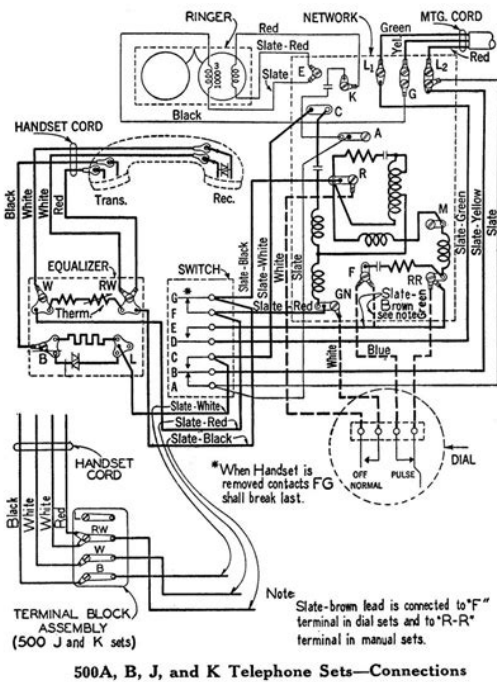 RINGER
Red
NETWORK
Green
MTG. CORD
Slate-Red
Yel.
Red
E
L1
L2
Slate
K
G
Black
C
HANDSET CORD
A
Trans.
Rec.
R
Black
White
White
Red
M
EQUALIZER
SWITCH
Slate-Black
Slate-White
White
Slate
Slate-Green
Slate-Yellow
Slate
W
RW
Therm.
F
RR
GN
Slate-
Brown
see note
Green
G *
F
E
D
C
B
A
Slate-Red
B
L
White
Blue
Slate-White
Slate-Red
Slate-Black
HANDSET
CORD
*When Handset is
removed contacts FG
shall break last.
OFF
NORMAL
PULSE
DIAL
Black
White
White
Red
L
RW
W
B
TERMINAL BLOCK
ASSEMBLY
(500 J and K sets)
Note:
Slate-brown lead is connected to "F"
terminal in dial sets and to "R-R"
terminal in manual sets.
500A, B, J, and K Telephone Sets—Connections